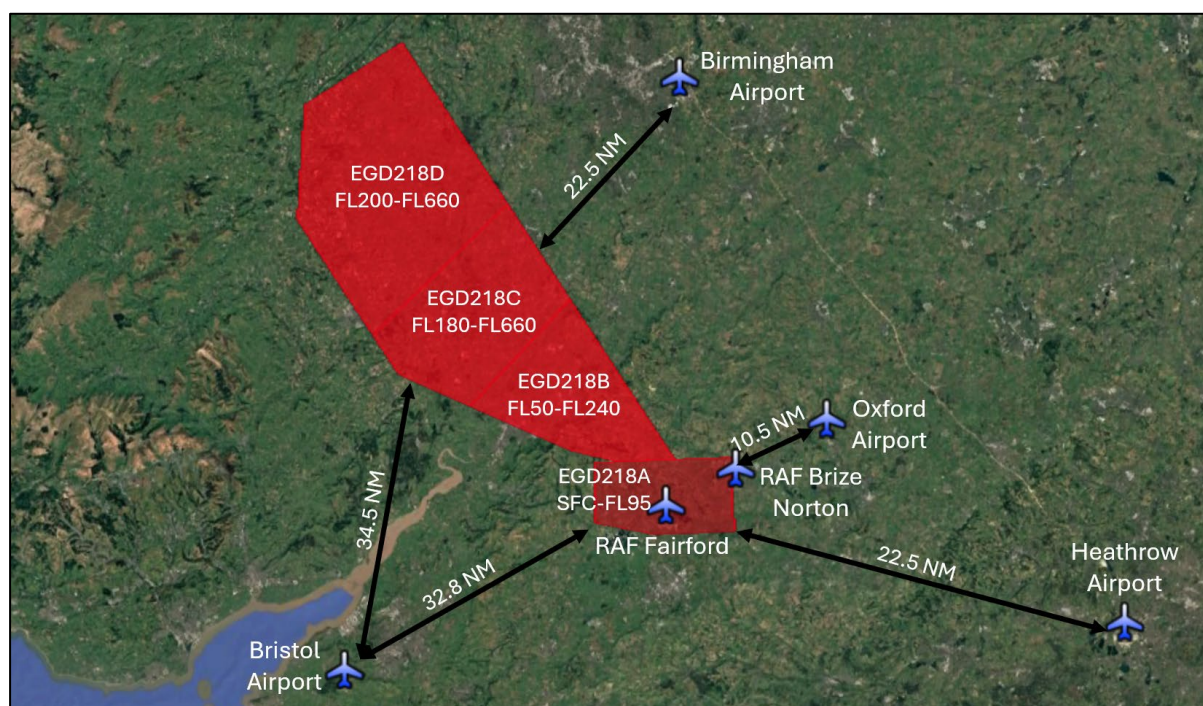 Birmingham
Airport
22.5 NM
EGD218D
FL200-FL660
EGD218C
FL180-FL660
EGD218B
FL50-FL240
10.5 NM
Oxford
Airport
EGD218A
SFC-FL95
RAF Brize
Norton
RAF Fairford
34.5 NM
32.8 NM
22.5 NM
Heathrow
Airport
Bristol
Airport